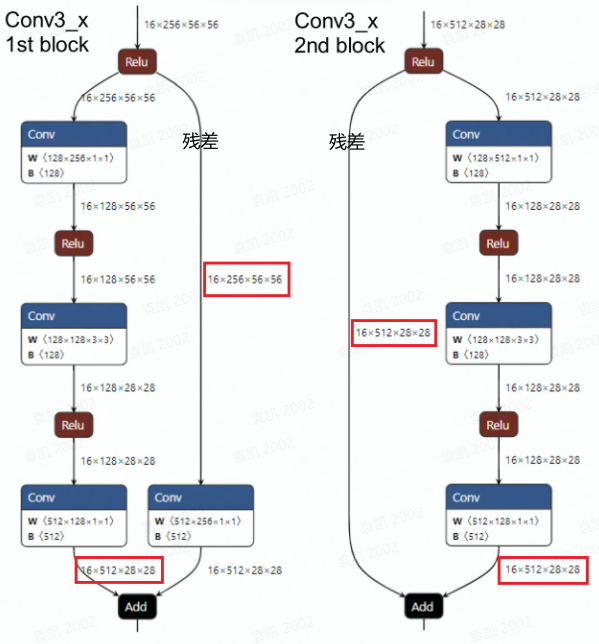 Conv3_x
1st block
16×256×56×56
Relu
16×256×56×56
残差
Conv
W ⟨128×256×1×1⟩
B ⟨128⟩
16×128×56×56
Relu
16×256×56×56
16×128×56×56
Conv
W ⟨128×128×3×3⟩
B ⟨128⟩
16×128×28×28
Relu
16×128×28×28
Conv
W ⟨512×128×1×1⟩
B ⟨512⟩
Conv
W ⟨512×256×1×1⟩
B ⟨512⟩
16×512×28×28
16×512×28×28
Add
Conv3_x
2nd block
16×512×28×28
Relu
16×512×28×28
残差
Conv
W ⟨128×512×1×1⟩
B ⟨128⟩
16×128×28×28
Relu
16×128×28×28
16×512×28×28
Conv
W ⟨128×128×3×3⟩
B ⟨128⟩
16×128×28×28
Relu
16×128×28×28
Conv
W ⟨512×128×1×1⟩
B ⟨512⟩
16×512×28×28
Add
袁凯 2002